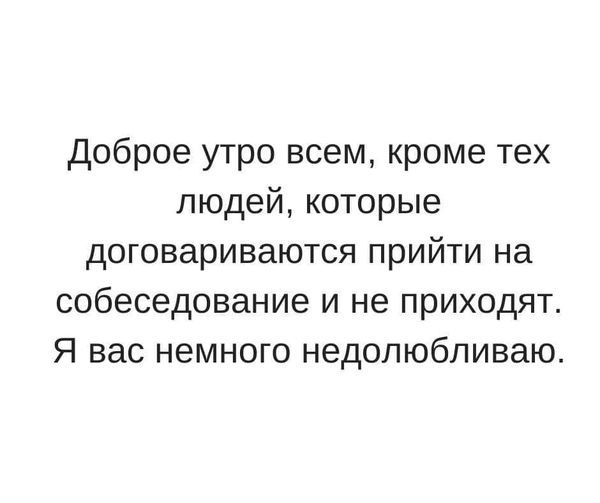 Доброе утро всем, кроме тех
людей, которые
договариваются прийти на
собеседование и не приходят.
Я вас немного недолюбливаю.